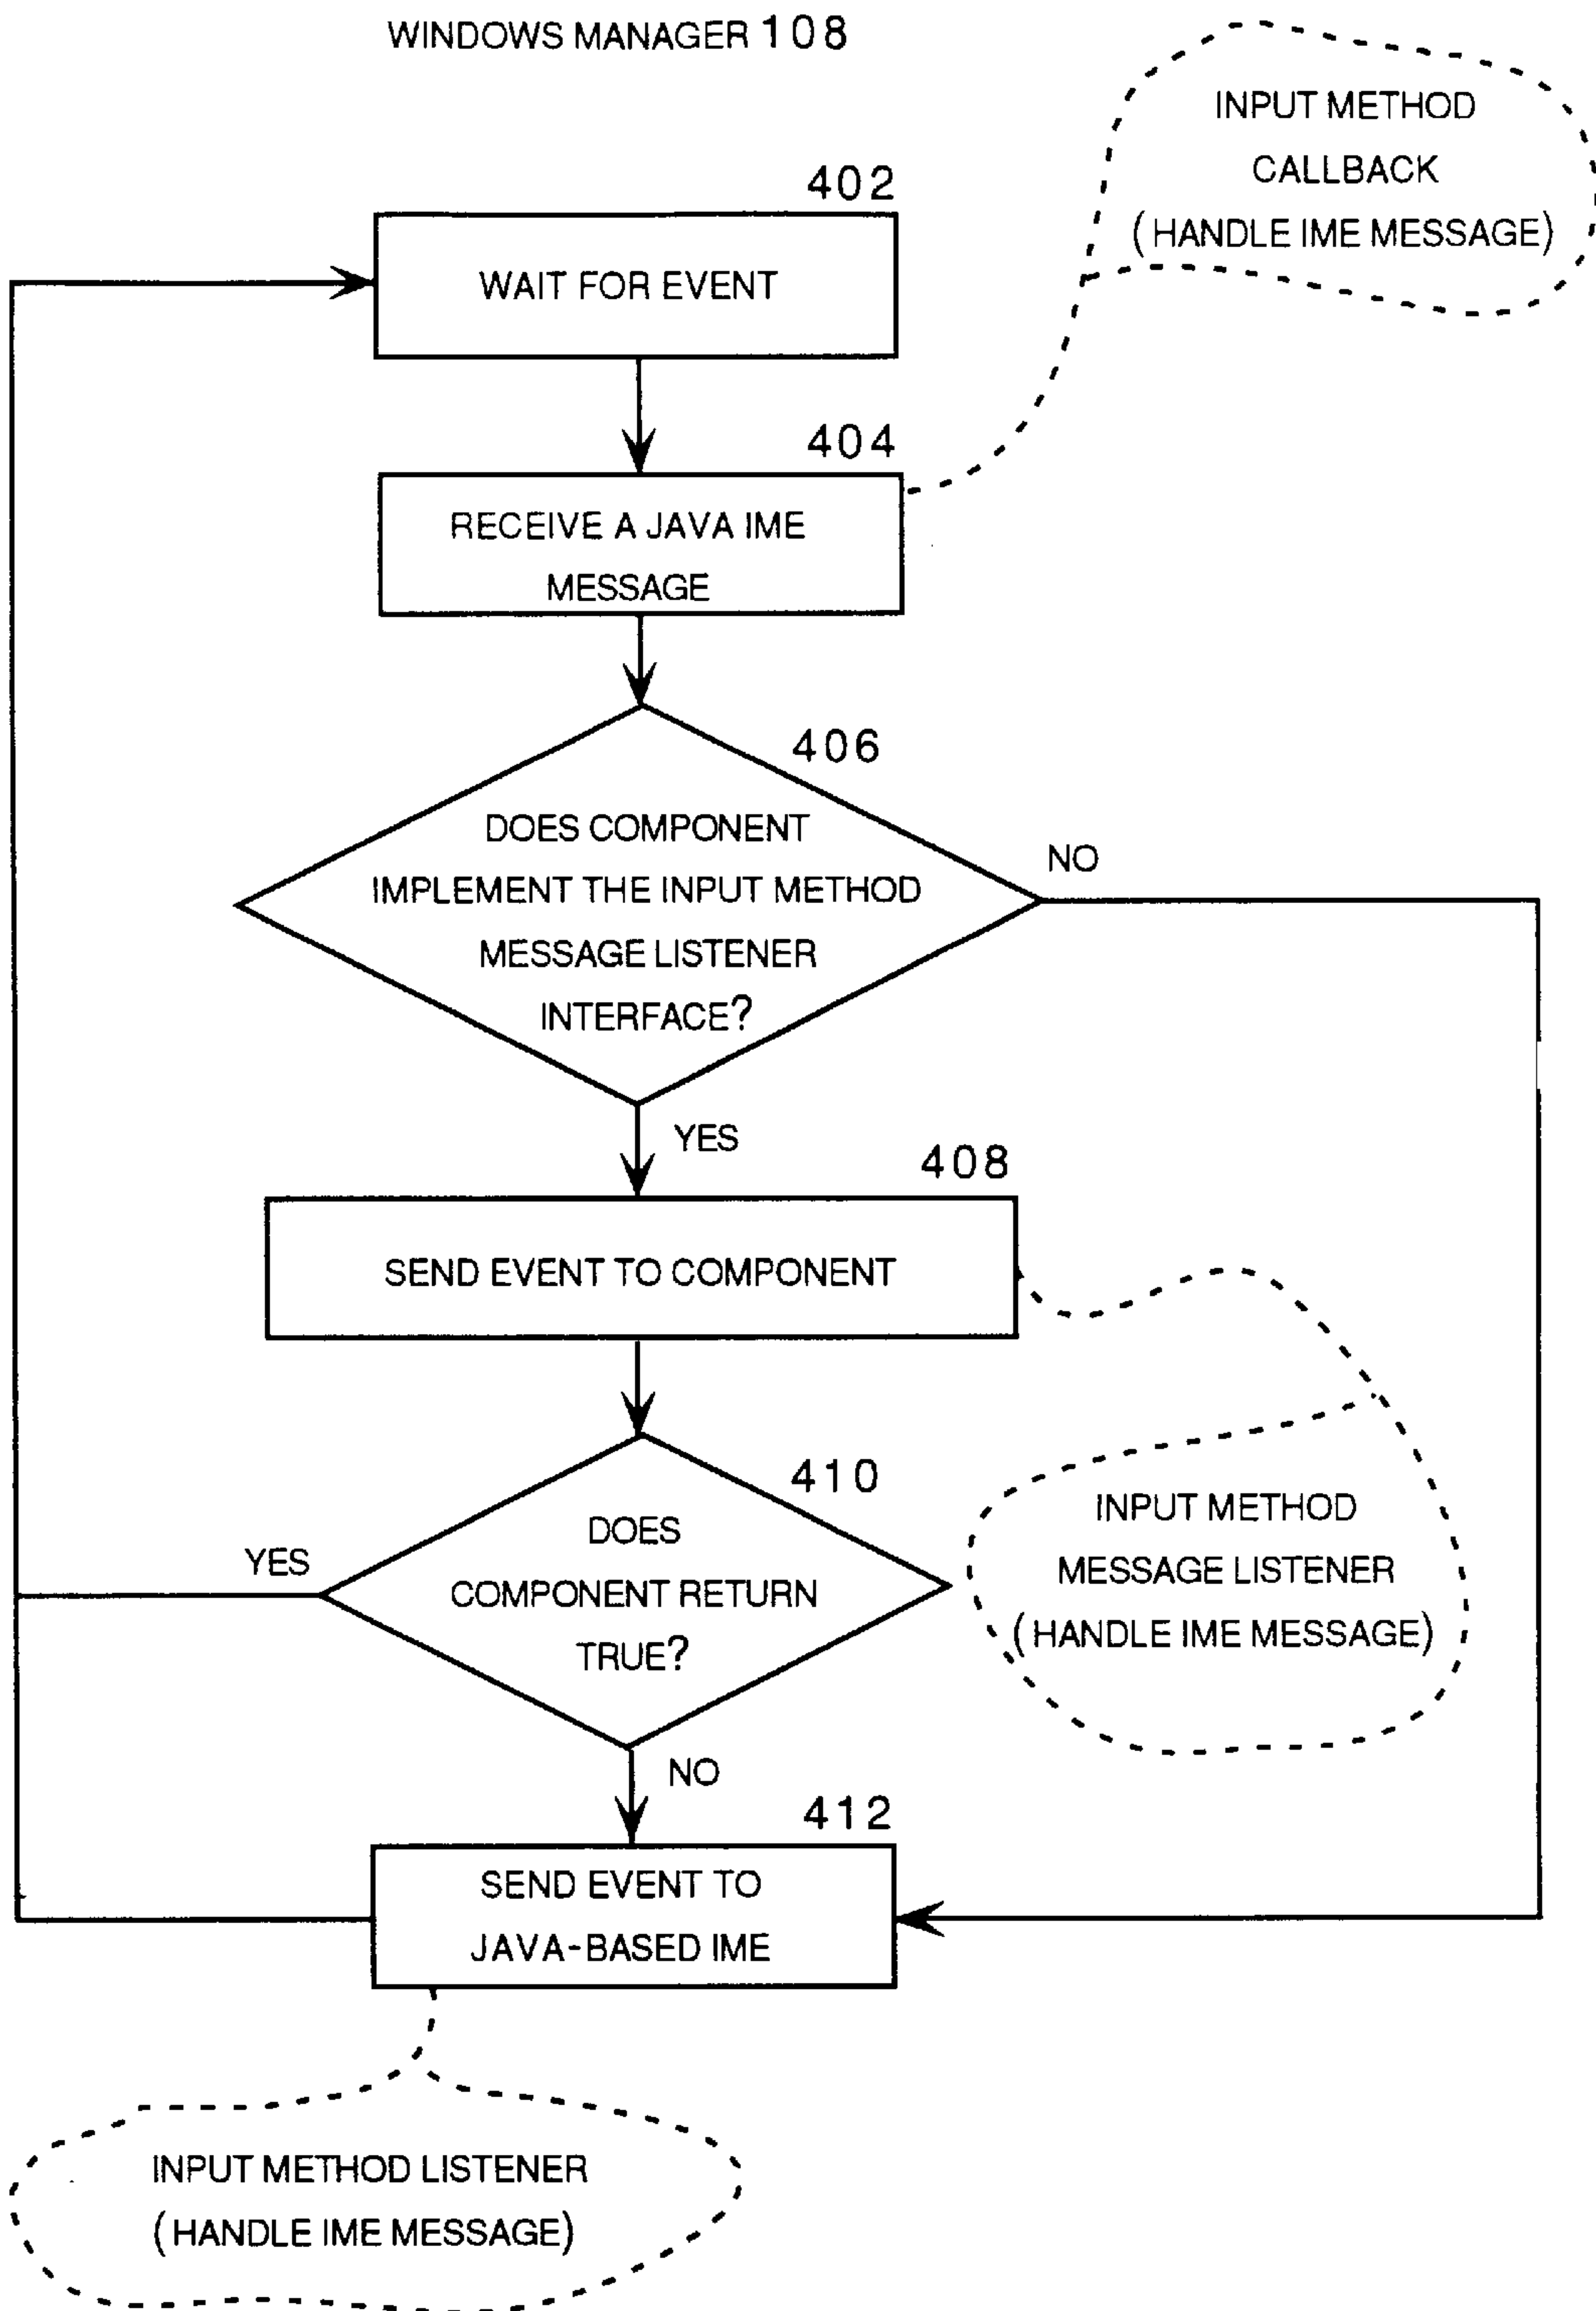 WINDOWS MANAGER 108
INPUT METHOD
CALLBACK
(HANDLE IME MESSAGE)
402
WAIT FOR EVENT
404
RECEIVE A JAVA IME
MESSAGE
406
DOES COMPONENT
IMPLEMENT THE INPUT METHOD
MESSAGE LISTENER
INTERFACE?
NO
YES
408
SEND EVENT TO COMPONENT
410
DOES
COMPONENT RETURN
TRUE?
YES
INPUT METHOD
MESSAGE LISTENER
(HANDLE IME MESSAGE)
NO
412
SEND EVENT TO
JAVA-BASED IME
INPUT METHOD LISTENER
(HANDLE IME MESSAGE)